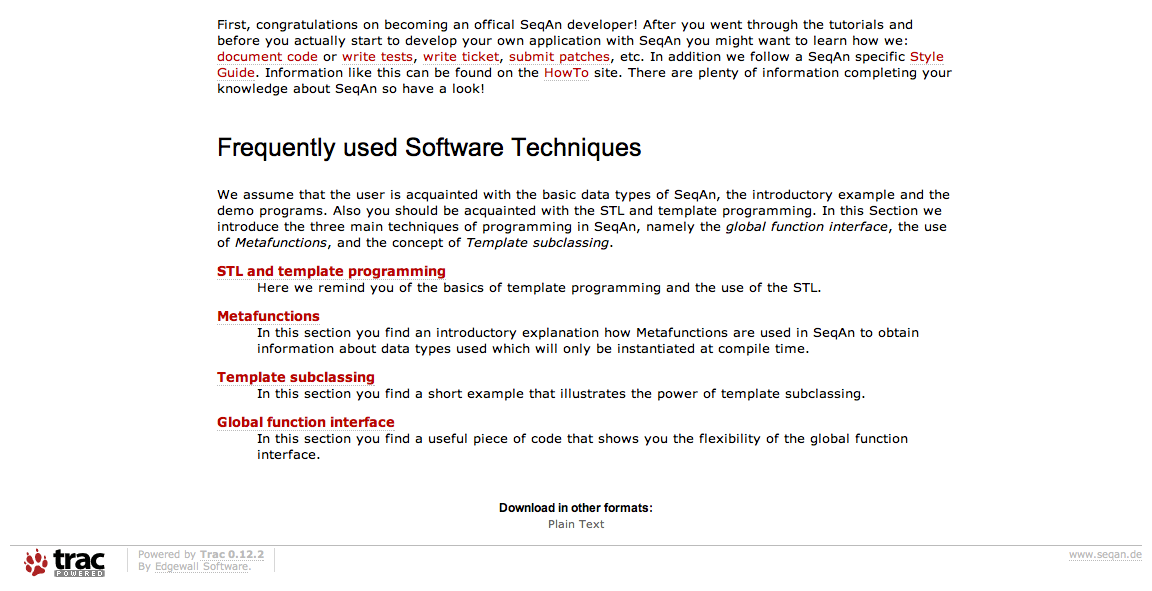 First, congratulations on becoming an offical SeqAn developer! After you went through the tutorials and
before you actually start to develop your own application with SeqAn you might want to learn how we:
document code or write tests, write ticket, submit patches, etc. In addition we follow a SeqAn specific Style
Guide. Information like this can be found on the HowTo site. There are plenty of information completing your
knowledge about SeqAn so have a look!
Frequently used Software Techniques
We assume that the user is acquainted with the basic data types of SeqAn, the introductory example and the
demo programs. Also you should be acquainted with the STL and template programming. In this Section we
introduce the three main techniques of programming in SeqAn, namely the global function interface, the use
of Metafunctions, and the concept of Template subclassing.
STL and template programming
Here we remind you of the basics of template programming and the use of the STL.
Metafunctions
In this section you find an introductory explanation how Metafunctions are used in SeqAn to obtain
information about data types used which will only be instantiated at compile time.
Template subclassing
In this section you find a short example that illustrates the power of template subclassing.
Global function interface
In this section you find a useful piece of code that shows you the flexibility of the global function
interface.
Download in other formats:
Plain Text
trac
POWERED
Powered by Trac 0.12.2
By Edgewall Software.
www.seqan.de